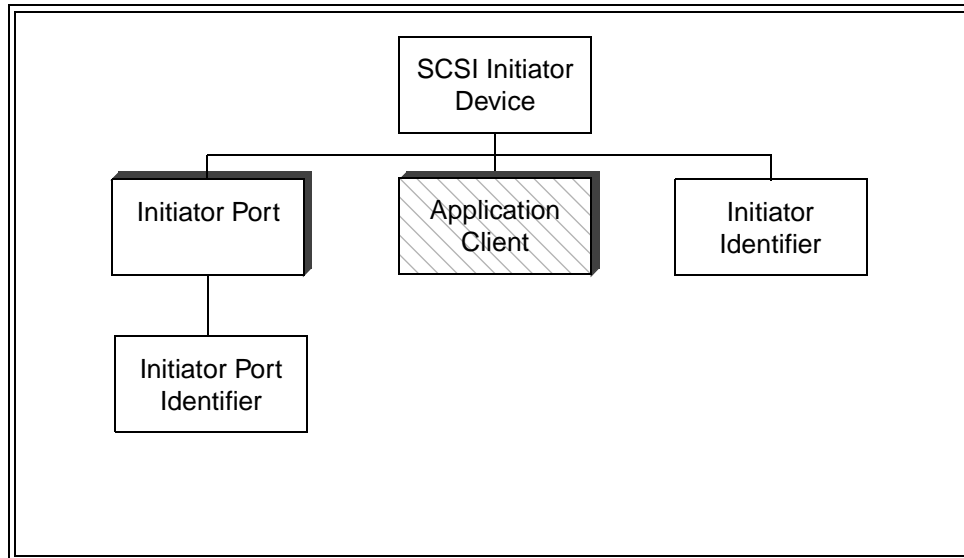 SCSI Initiator
Device
Initiator Port
Application
Client
Initiator
Identifier
Initiator Port
Identifier